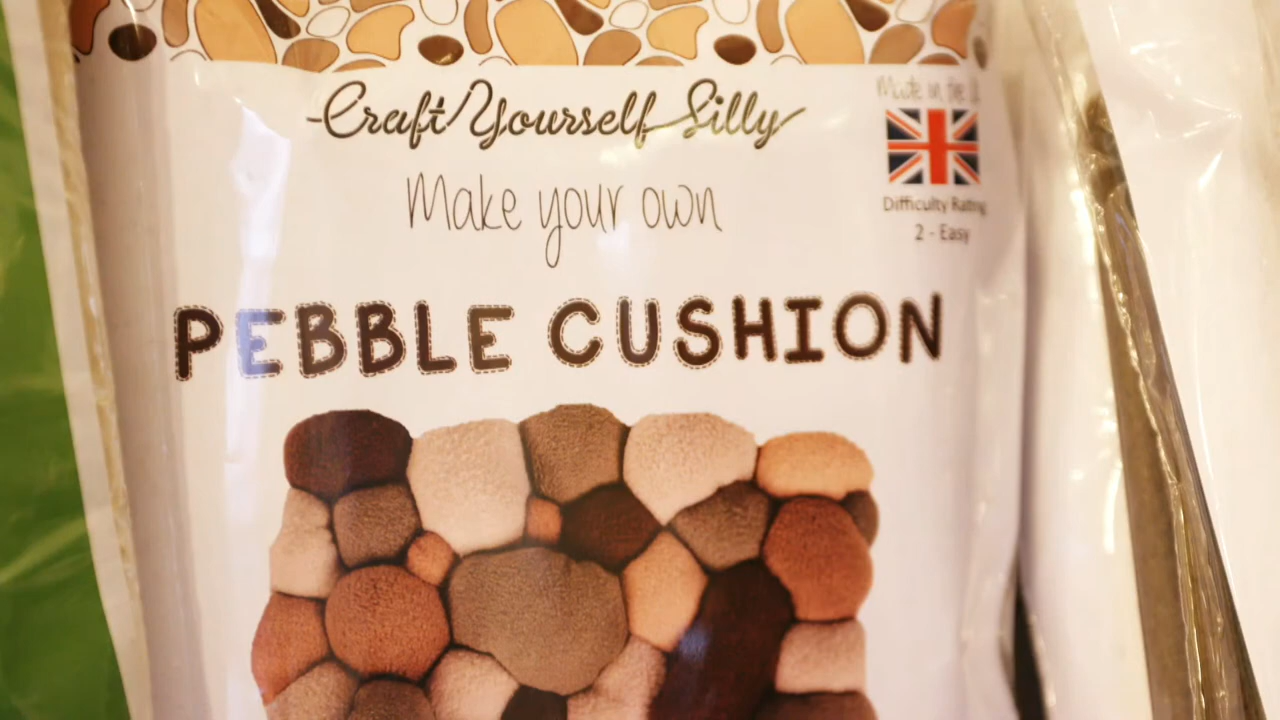 Craft Yourself Silly
Made in the
Make your own
Difficulty Rating
2 - Easy
PEBBLE CUSHION